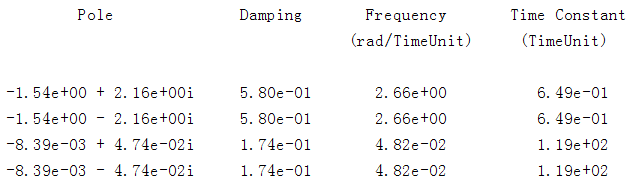 Pole Damping Frequency Time Constant
(rad/TimeUnit) (TimeUnit)
-1.54e+00 + 2.16e+00i 5.80e-01 2.66e+00 6.49e-01
-1.54e+00 - 2.16e+00i 5.80e-01 2.66e+00 6.49e-01
-8.39e-03 + 4.74e-02i 1.74e-01 4.82e-02 1.19e+02
-8.39e-03 - 4.74e-02i 1.74e-01 4.82e-02 1.19e+02